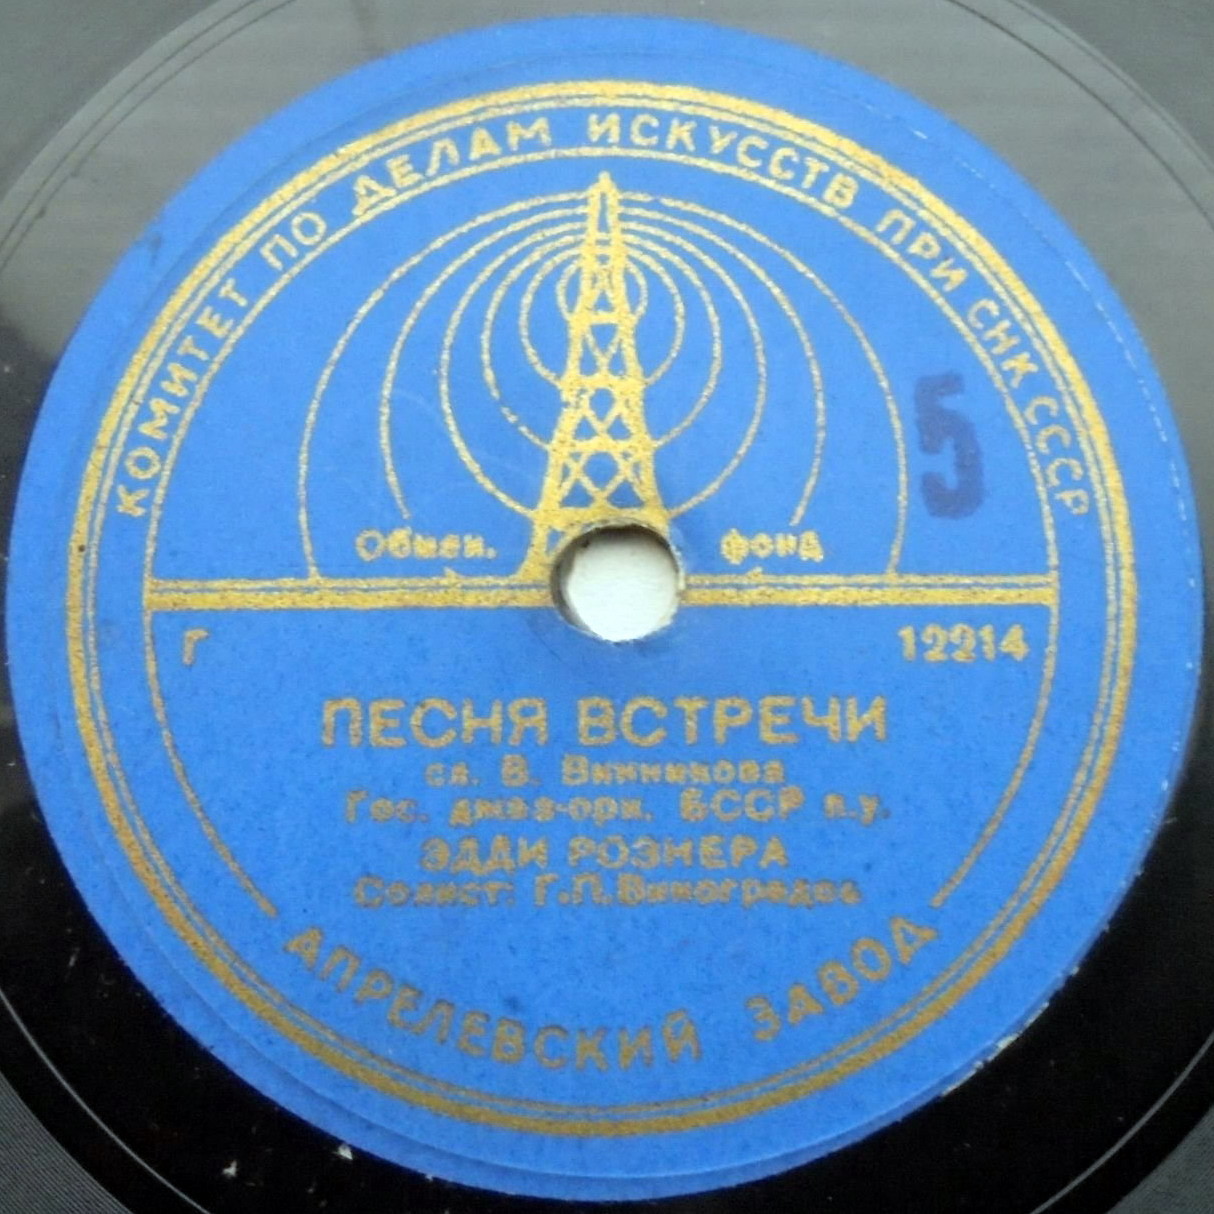 КОМИТЕТ ПО ДЕЛАМ ИСКУССТВ ПРИ СНК СССР
5
Обмен. фонд
Г 12214
ПЕСНЯ ВСТРЕЧИ
сл. В. Винникова
Гос. джаз-орк. БССР п.у.
ЭДДИ РОЗНЕРА
Солист: Г.П.Виноградов
АПРЕЛЕВСКИЙ ЗАВОД